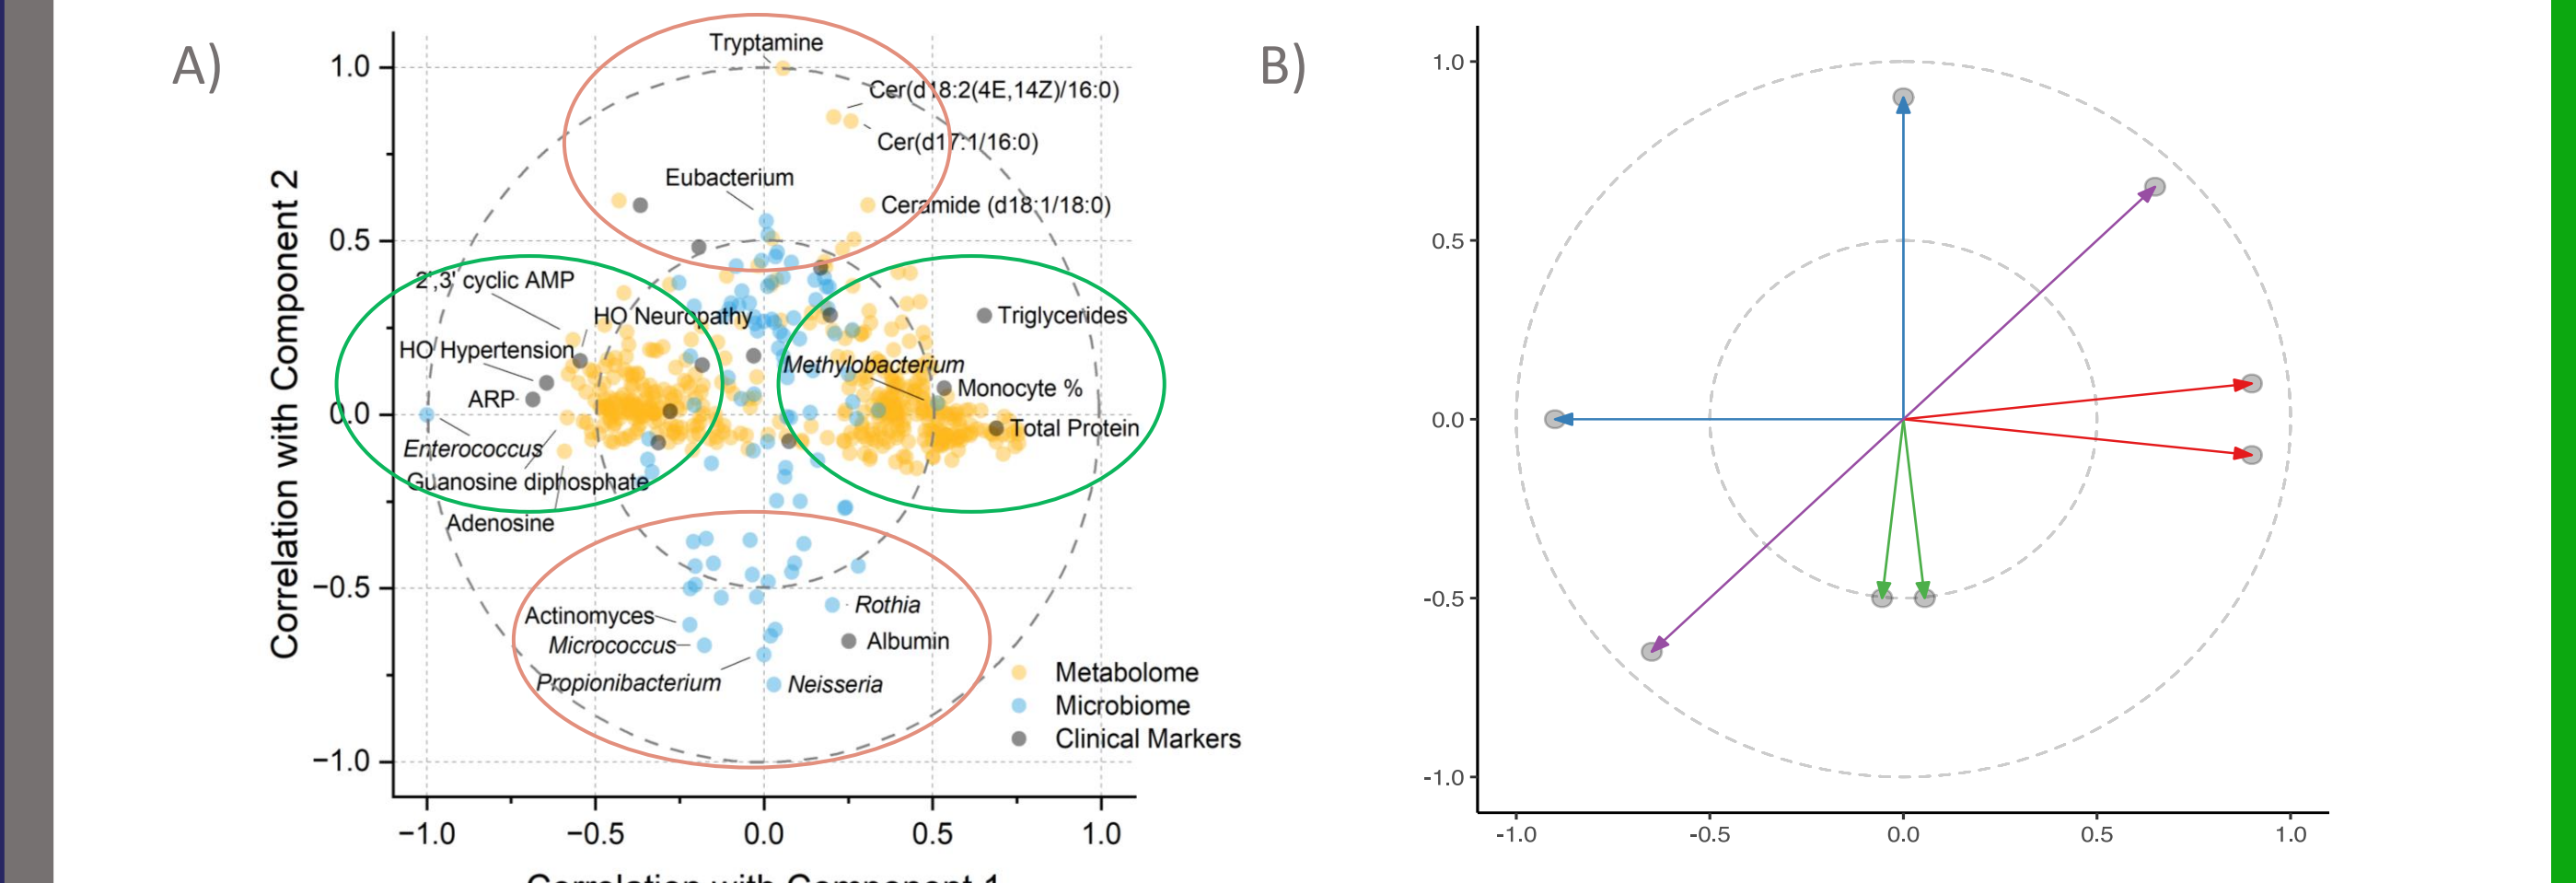 A)
Tryptamine
Cer(d18:2(4E,14Z)/16:0)
Cer(d17:1/16:0)
Eubacterium
Ceramide (d18:1/18:0)
2',3' cyclic AMP
HO Neuropathy
Triglycerides
HO Hypertension
Methylobacterium
Monocyte %
ARP
Total Protein
Enterococcus
Guanosine diphosphate
Adenosine
Actinomyces
Rothia
Micrococcus
Albumin
Propionibacterium
Neisseria
Metabolome
Microbiome
Clinical Markers
Correlation with Component 2
1.0
0.5
0.0
−0.5
−1.0
−1.0 −0.5 0.0 0.5 1.0
Correlation with Component 1
B)
1.0
0.5
0.0
-0.5
-1.0
-1.0 -0.5 0.0 0.5 1.0